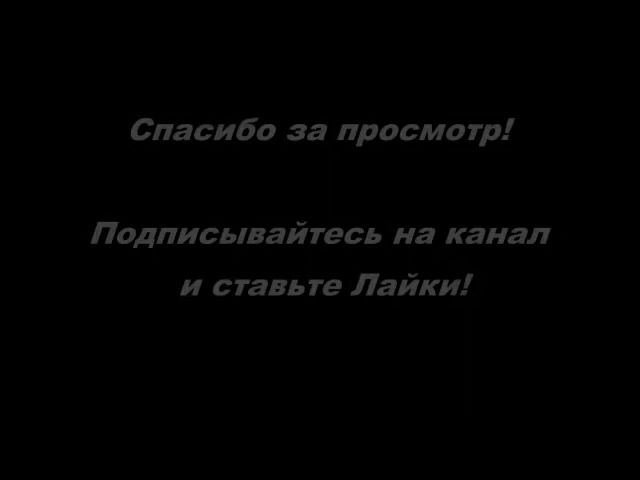 Спасибо за просмотр!
Подписывайтесь на канал
и ставьте Лайки!